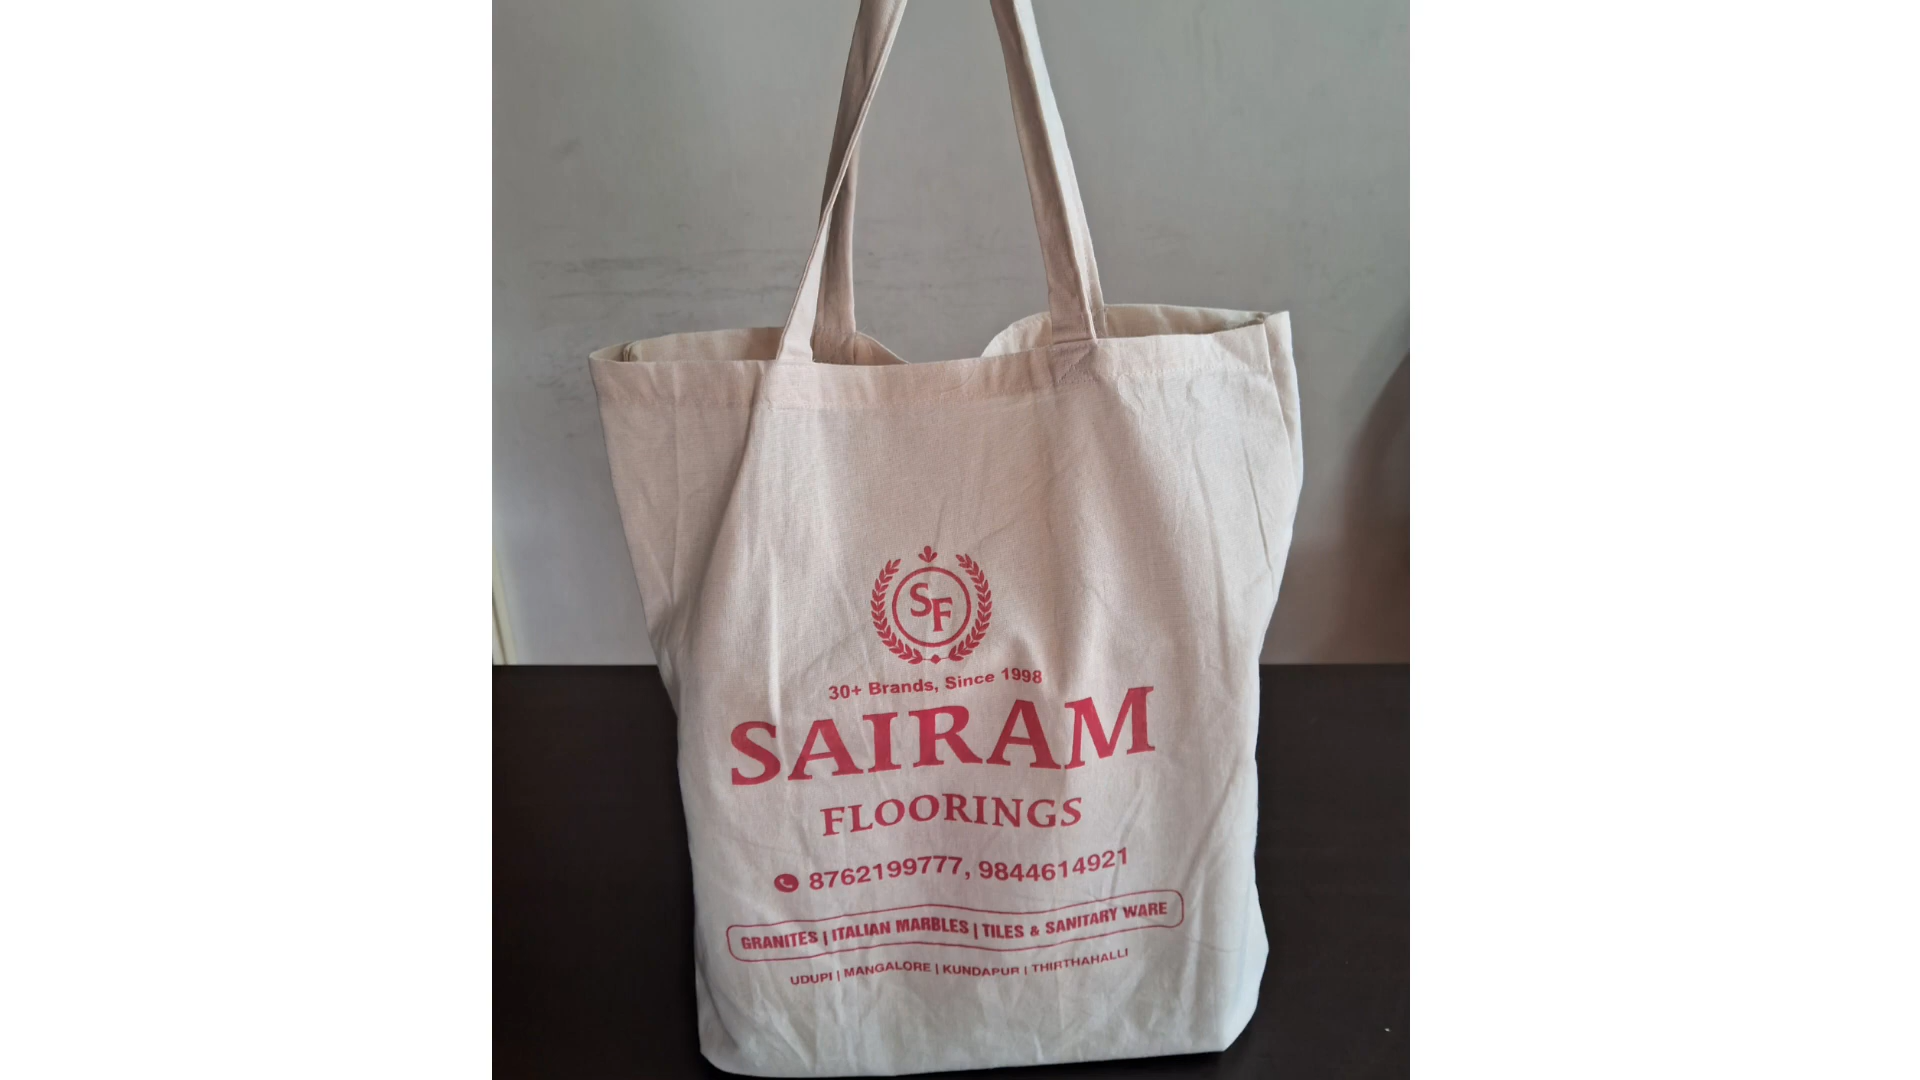 SF
30+ Brands, Since 1998
SAIRAM
FLOORINGS
8762199777, 9844614921
GRANITES | ITALIAN MARBLES | TILES & SANITARY WARE
UDUPI | MANGALORE | KUNDAPUR | THIRTHAHALLI